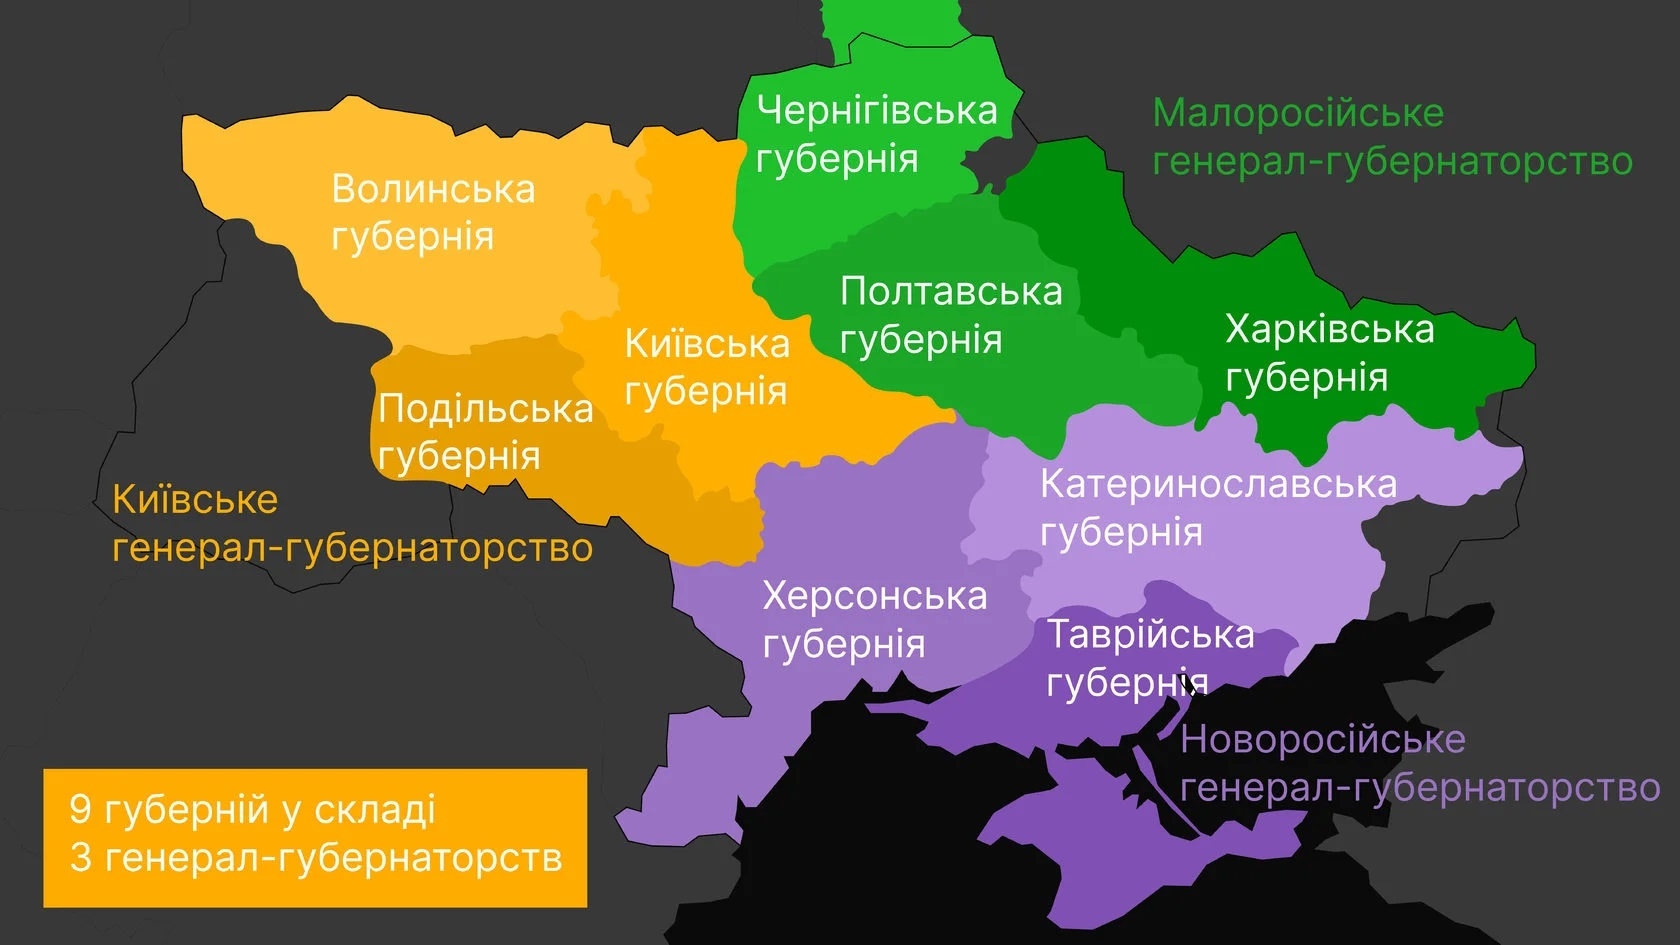 Чернігівська
губернія
Малоросійське
генерал-губернаторство
Волинська
губернія
Полтавська
губернія
Харківська
губернія
Київська
губернія
Подільська
губернія
Київське
генерал-губернаторство
Катеринославська
губернія
Херсонська
губернія
Таврійська
губернія
Новоросійське
генерал-губернаторство
9 губерній у складі
3 генерал-губернаторств